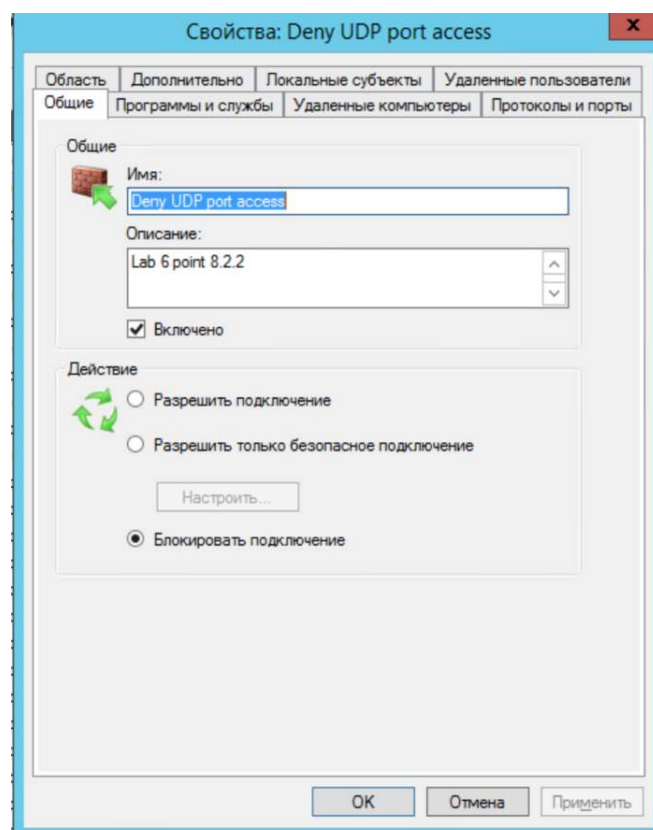 Свойства: Deny UDP port access
x
Область Дополнительно Локальные субъекты Удаленные пользователи
Общие Программы и службы Удаленные компьютеры Протоколы и порты
Общие
Имя:
Deny UDP port access
Описание:
Lab 6 point 8.2.2
Включено
Действие
Разрешить подключение
Разрешить только безопасное подключение
Настроить...
Блокировать подключение
OK Отмена Применить